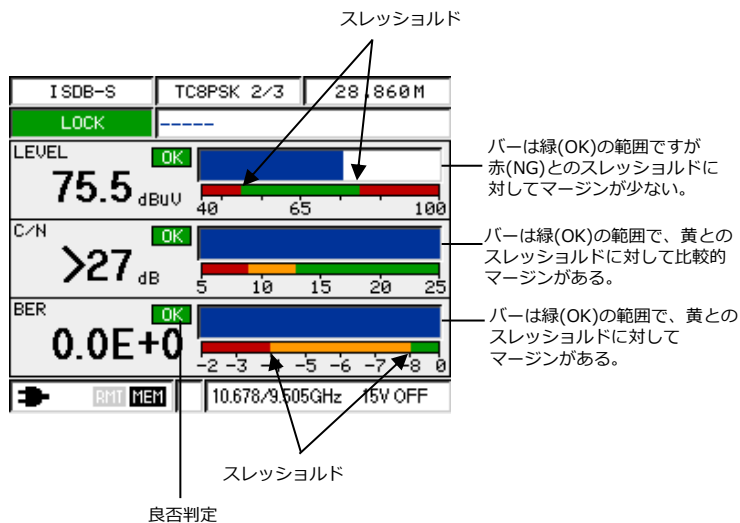 スレッショルド
ISDB-S TC8PSK 2/3 28.860M
LOCK -----
LEVEL OK
75.5 dBuV
40 65 100
バーは緑(OK)の範囲ですが
赤(NG)とのスレッショルドに
対してマージンが少ない。
C/N OK
>27 dB
5 10 15 20 25
バーは緑(OK)の範囲で、黄との
スレッショルドに対して比較的
マージンがある。
BER OK
0.0E+0
-2 -3 -4 -5 -6 -7 -8 0
バーは緑(OK)の範囲で、黄との
スレッショルドに対して
マージンがある。
RMT MEM 10.678/9.505GHz 15V OFF
スレッショルド
良否判定